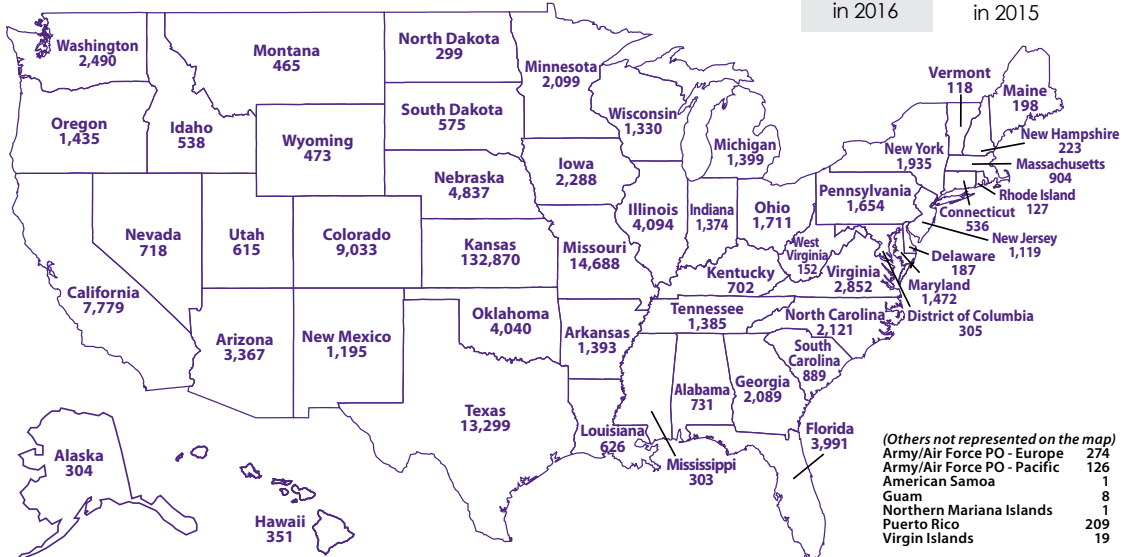 in 2016
in 2015
Washington
2,490
Montana
465
North Dakota
299
Minnesota
2,099
Vermont
118
Maine
198
Oregon
1,435
Idaho
538
Wyoming
473
South Dakota
575
Wisconsin
1,330
Michigan
1,399
New York
1,935
New Hampshire
223
Massachusetts
904
Rhode Island
127
Connecticut
536
Nebraska
4,837
Iowa
2,288
Illinois
4,094
Indiana
1,374
Ohio
1,711
Pennsylvania
1,654
New Jersey
1,119
Nevada
718
Utah
615
Colorado
9,033
Kansas
132,870
Missouri
14,688
Kentucky
702
West
Virginia
152
Virginia
2,852
Delaware
187
Maryland
1,472
District of Columbia
305
California
7,779
Arizona
3,367
New Mexico
1,195
Oklahoma
4,040
Arkansas
1,393
Tennessee
1,385
North Carolina
2,121
South
Carolina
889
Texas
13,299
Louisiana
626
Mississippi
303
Alabama
731
Georgia
2,089
Florida
3,991
Alaska
304
Hawaii
351
(Others not represented on the map)
Army/Air Force PO - Europe 274
Army/Air Force PO - Pacific 126
American Samoa 1
Guam 8
Northern Mariana Islands 1
Puerto Rico 209
Virgin Islands 19